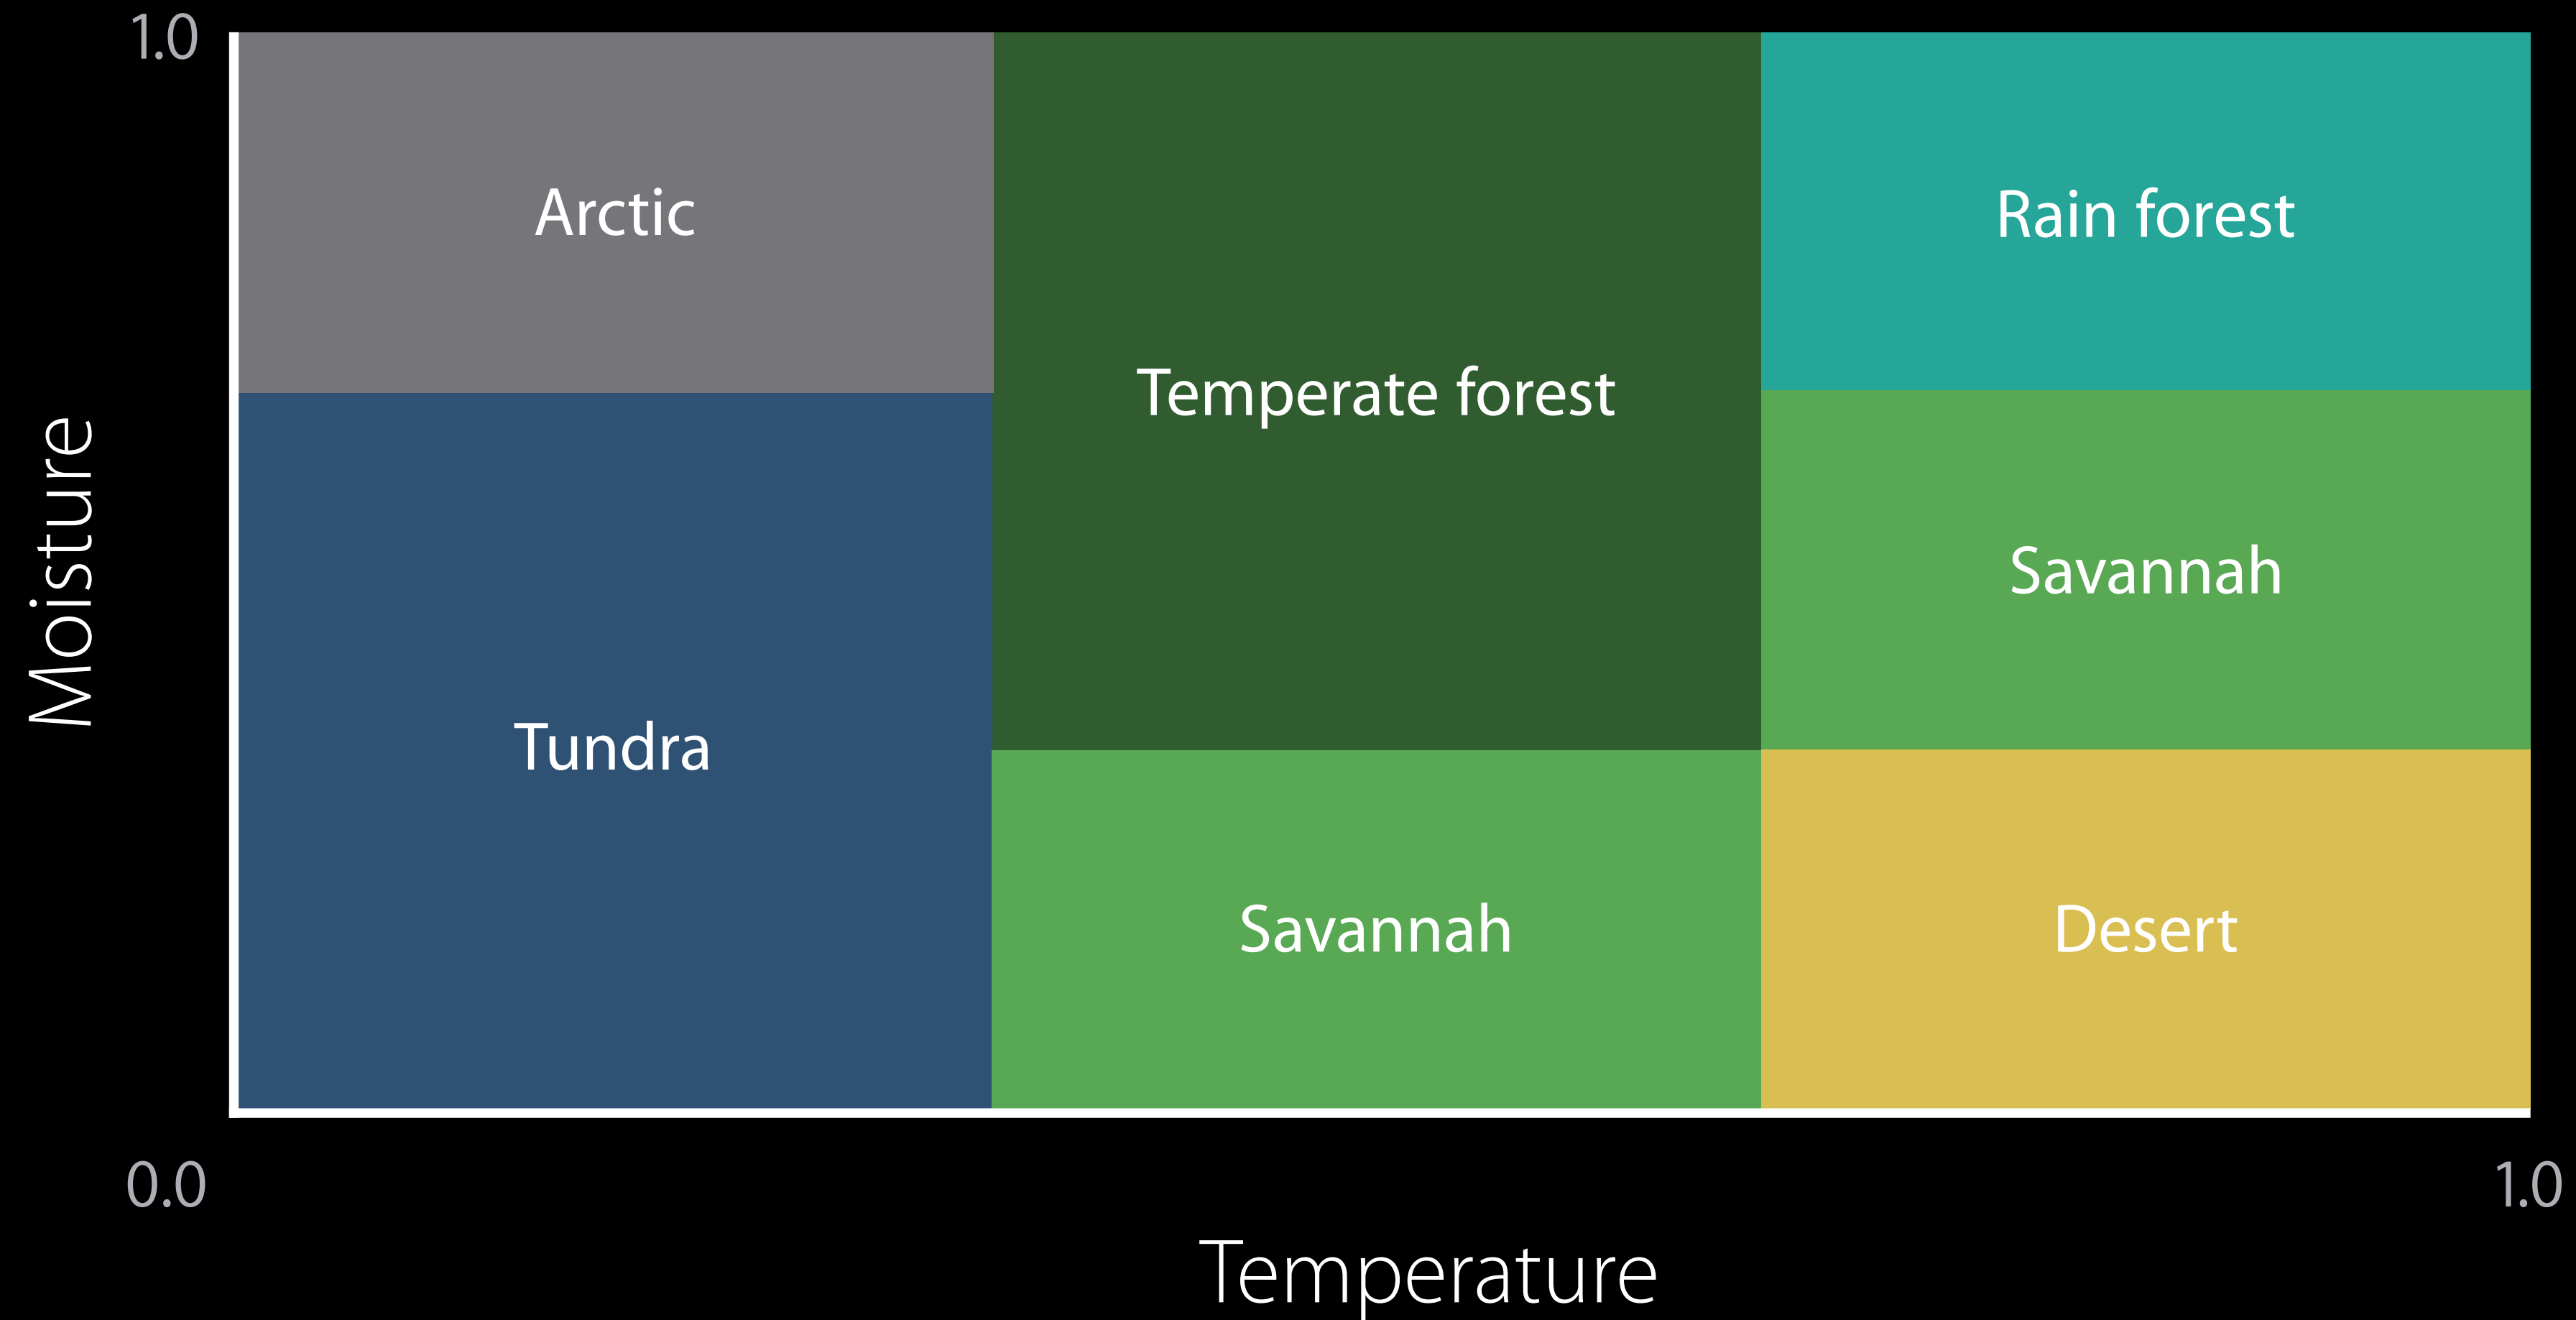 1.0
Arctic
Rain forest
Temperate forest
Moisture
Savannah
Tundra
Savannah
Desert
0.0
1.0
Temperature